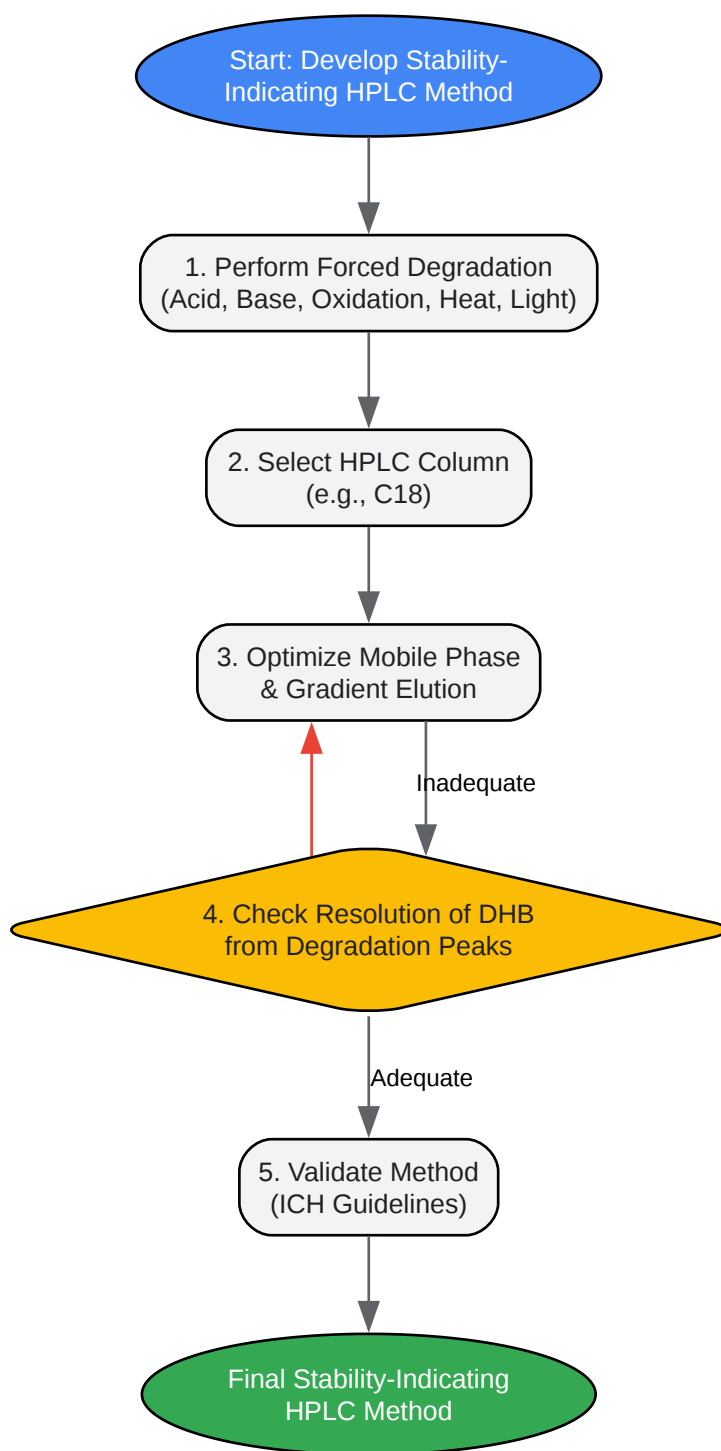 Start: Develop Stability-
Indicating HPLC Method
1. Perform Forced Degradation
(Acid, Base, Oxidation, Heat, Light)
2. Select HPLC Column
(e.g., C18)
3. Optimize Mobile Phase
& Gradient Elution
Inadequate
4. Check Resolution of DHB
from Degradation Peaks
Adequate
5. Validate Method
(ICH Guidelines)
Final Stability-Indicating
HPLC Method